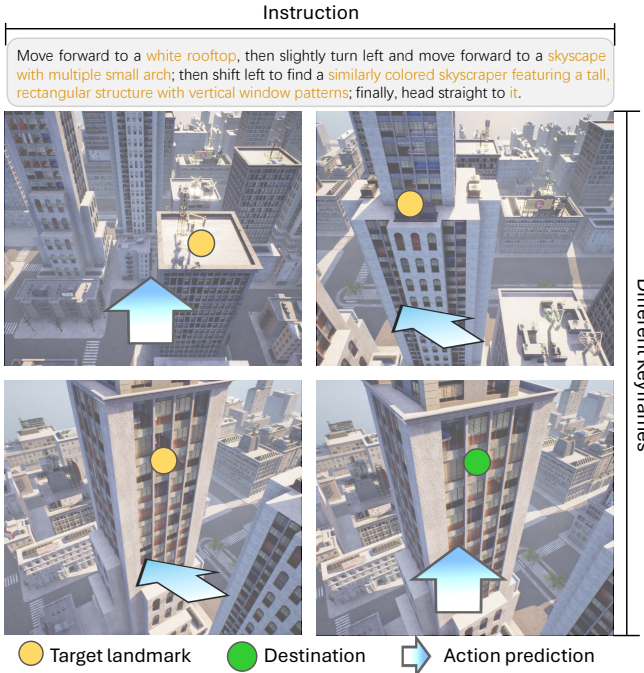 Instruction
Move forward to a white rooftop, then slightly turn left and move forward to a skyscape
with multiple small arch; then shift left to find a similarly colored skyscraper featuring a tall,
rectangular structure with vertical window patterns; finally, head straight to it.
Different Keyframes
Target landmark
Destination
Action prediction